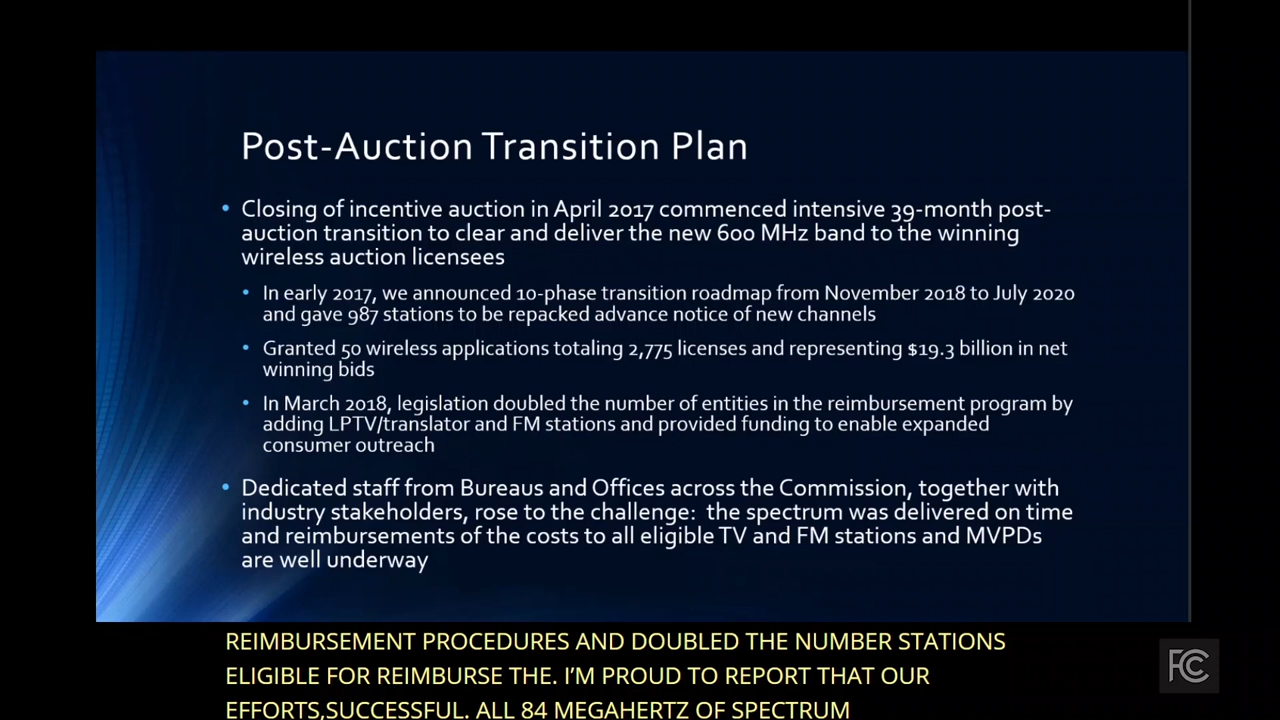 Post-Auction Transition Plan
• Closing of incentive auction in April 2017 commenced intensive 39-month post-
auction transition to clear and deliver the new 600 MHz band to the winning
wireless auction licensees
• In early 2017, we announced 10-phase transition roadmap from November 2018 to July 2020
and gave 987 stations to be repacked advance notice of new channels
• Granted 50 wireless applications totaling 2,775 licenses and representing $19.3 billion in net
winning bids
• In March 2018, legislation doubled the number of entities in the reimbursement program by
adding LPTV/translator and FM stations and provided funding to enable expanded
consumer outreach
• Dedicated staff from Bureaus and Offices across the Commission, together with
industry stakeholders, rose to the challenge:  the spectrum was delivered on time
and reimbursements of the costs to all eligible TV and FM stations and MVPDs
are well underway
REIMBURSEMENT PROCEDURES AND DOUBLED THE NUMBER STATIONS
ELIGIBLE FOR REIMBURSE THE. I'M PROUD TO REPORT THAT OUR
EFFORTS,SUCCESSFUL. ALL 84 MEGAHERTZ OF SPECTRUM
FCC